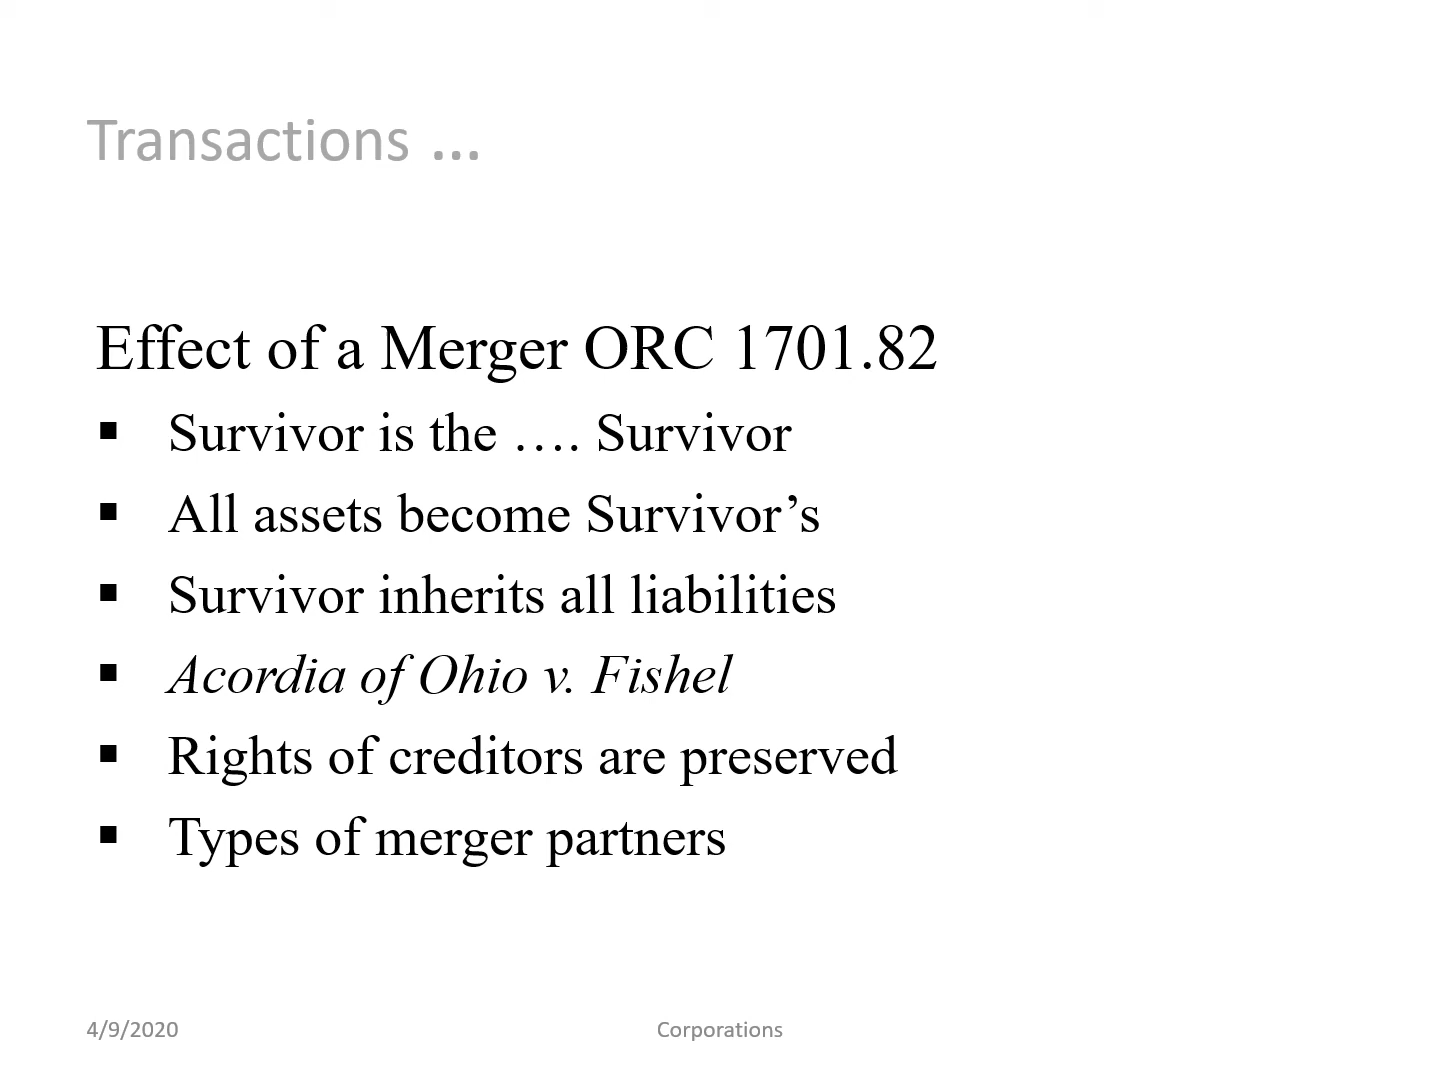 Transactions ...
Effect of a Merger ORC 1701.82
▪ Survivor is the …. Survivor
▪ All assets become Survivor’s
▪ Survivor inherits all liabilities
▪ Acordia of Ohio v. Fishel
▪ Rights of creditors are preserved
▪ Types of merger partners
4/9/2020
Corporations